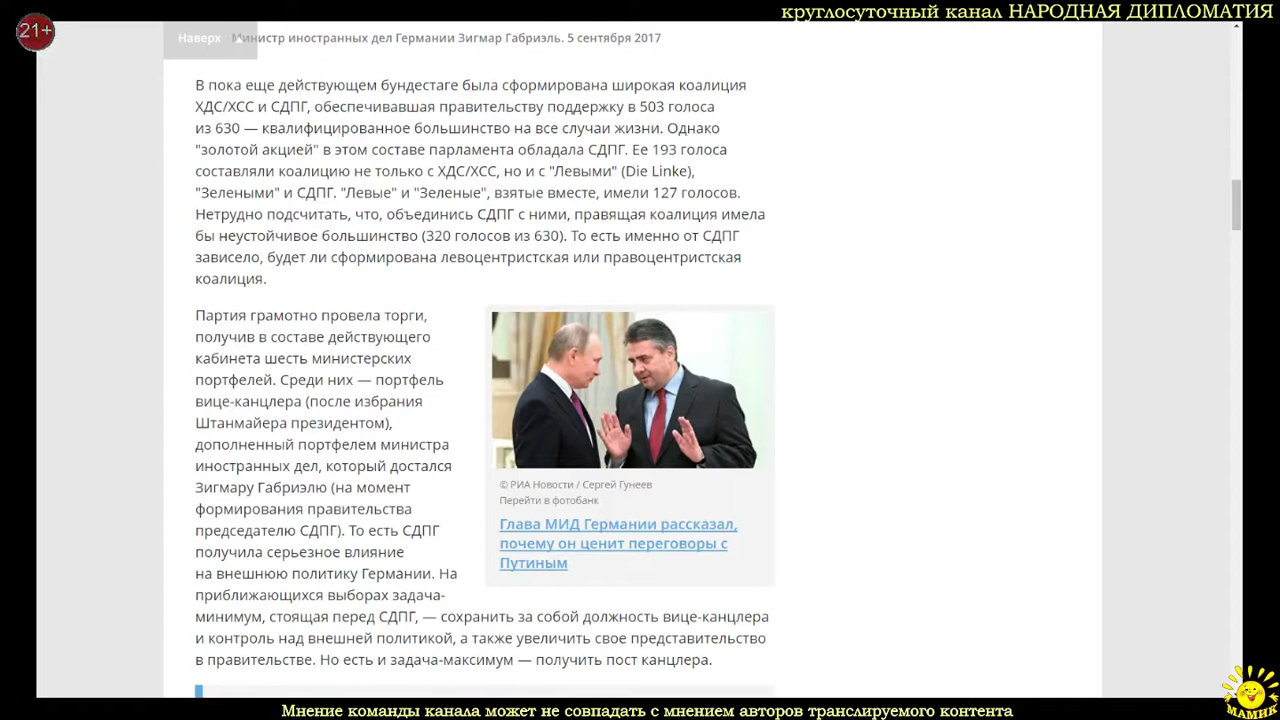 круглосуточный канал НАРОДНАЯ ДИПЛОМАТИЯ
21+
Наверх
Министр иностранных дел Германии Зигмар Габриэль. 5 сентября 2017
В пока еще действующем бундестаге была сформирована широкая коалиция
ХДС/ХСС и СДПГ, обеспечивавшая правительству поддержку в 503 голоса
из 630 — квалифицированное большинство на все случаи жизни. Однако
"золотой акцией" в этом составе парламента обладала СДПГ. Ее 193 голоса
составляли коалицию не только с ХДС/ХСС, но и с "Левыми" (Die Linke),
"Зелеными" и СДПГ. "Левые" и "Зеленые", взятые вместе, имели 127 голосов.
Нетрудно подсчитать, что, объединись СДПГ с ними, правящая коалиция имела
бы неустойчивое большинство (320 голосов из 630). То есть именно от СДПГ
зависело, будет ли сформирована левоцентристская или правоцентристская
коалиция.
Партия грамотно провела торги,
получив в составе действующего
кабинета шесть министерских
портфелей. Среди них — портфель
вице-канцлера (после избрания
Штанмайера президентом),
дополненный портфелем министра
иностранных дел, который достался
Зигмару Габриэлю (на момент
формирования правительства
председателю СДПГ). То есть СДПГ
получила серьезное влияние
на внешнюю политику Германии. На
приближающихся выборах задача-
минимум, стоящая перед СДПГ, — сохранить за собой должность вице-канцлера
и контроль над внешней политикой, а также увеличить свое представительство
в правительстве. Но есть и задача-максимум — получить пост канцлера.
© РИА Новости / Сергей Гунеев
Перейти в фотобанк
Глава МИД Германии рассказал,
почему он ценит переговоры с
Путиным
МАМИК
Мнение команды канала может не совпадать с мнением авторов транслируемого контента